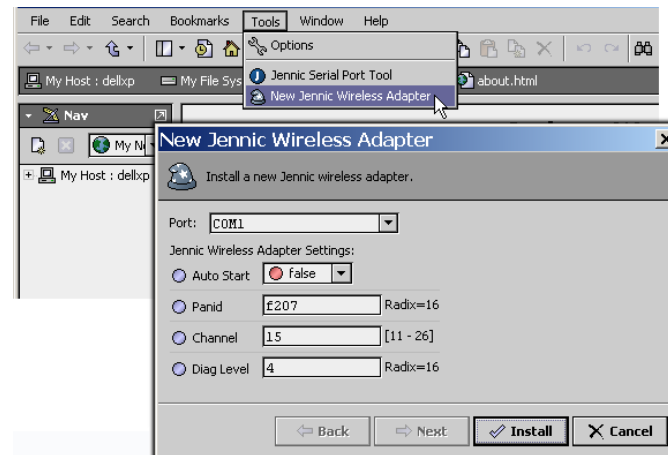 File Edit Search Bookmarks Tools Window Help
Options
My Host : dellxp My File Sys
Jennic Serial Port Tool
about.html
New Jennic Wireless Adapter
Nav
My Ne
New Jennic Wireless Adapter
My Host : dellxp
Install a new Jennic wireless adapter.
Port: COM1
Jennic Wireless Adapter Settings:
Auto Start false
Panid f207 Radix=16
Channel 15 [11 - 26]
Diag Level 4 Radix=16
Back Next Install Cancel